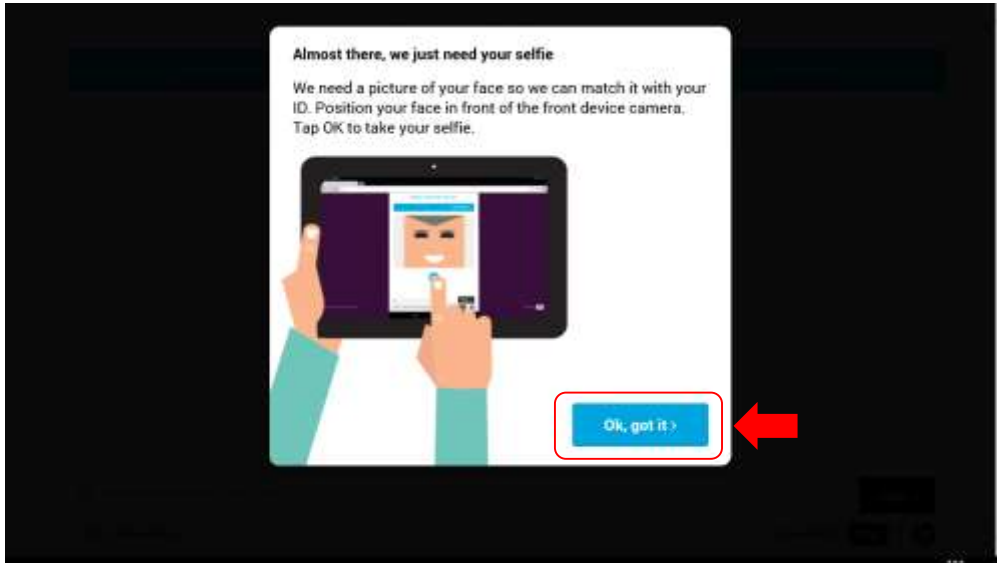 Almost there, we just need your selfie
We need a picture of your face so we can match it with your
ID. Position your face in front of the front device camera.
Tap OK to take your selfie.
Ok, got it >